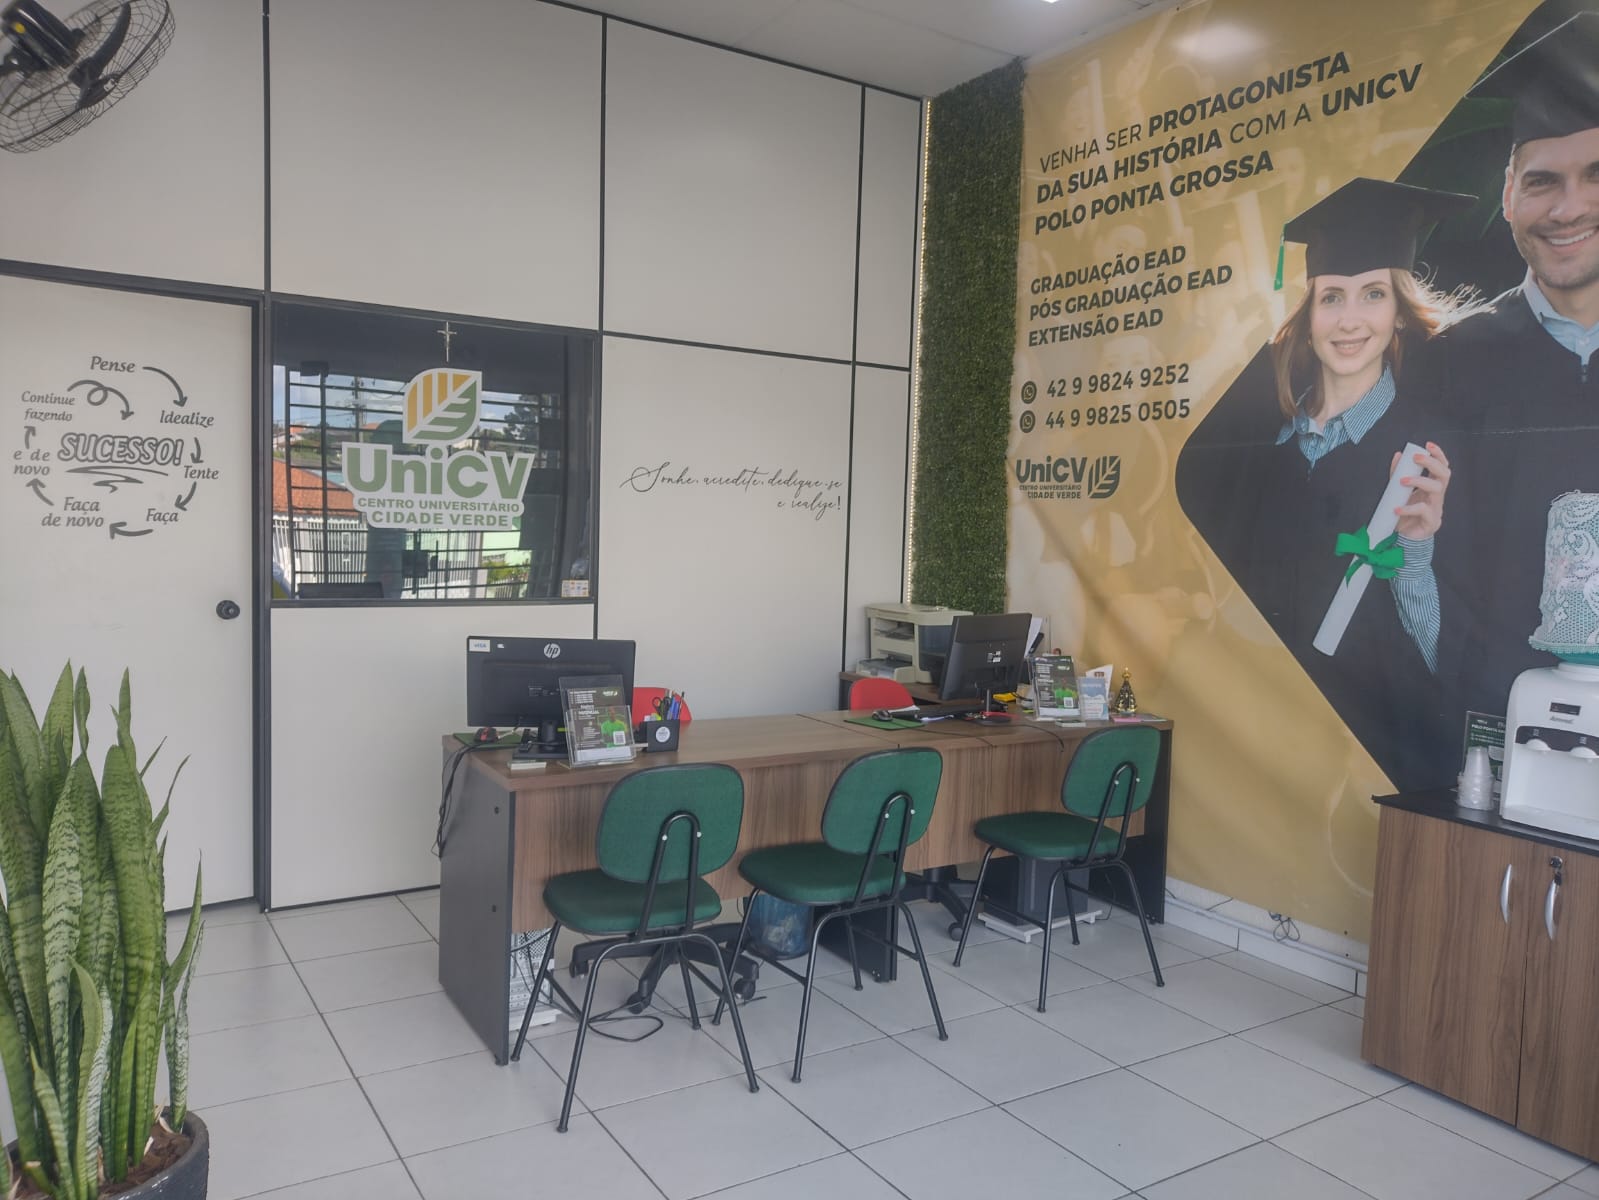 Pense
Idealize
Tente
Faça
Faça
de novo
e de
novo
Continue
fazendo
SUCESSO!
UniCV
CENTRO UNIVERSITÁRIO
CIDADE VERDE
Sonhe, acredite, dedique-se
e realize!
VENHA SER PROTAGONISTA
DA SUA HISTÓRIA COM A UNICV
POLO PONTA GROSSA
GRADUAÇÃO EAD
PÓS GRADUAÇÃO EAD
EXTENSÃO EAD
42 9 9824 9252
44 9 9825 0505
UniCV
CENTRO UNIVERSITÁRIO
CIDADE VERDE
hp